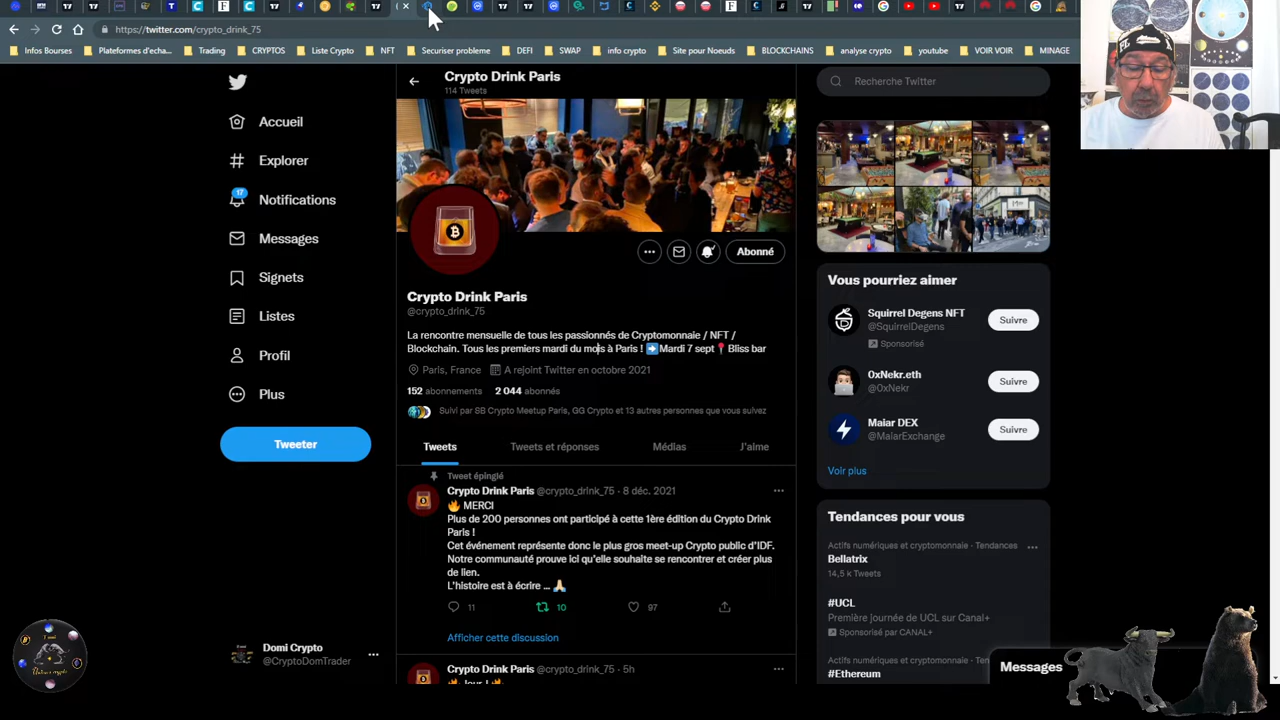 https://twitter.com/crypto_drink_75
Infos Bourses
Plateformes d'echa...
Trading
CRYPTOS
Liste Crypto
NFT
Securiser probleme
DEFI
SWAP
info crypto
Site pour Noeuds
BLOCKCHAINS
analyse crypto
youtube
VOIR VOIR
MINAGE
Crypto Drink Paris
114 Tweets
Recherche Twitter
Accueil
Explorer
17
Notifications
Messages
Signets
Listes
Profil
Plus
Tweeter
Abonné
Crypto Drink Paris
@crypto_drink_75
La rencontre mensuelle de tous les passionnés de Cryptomonnaie / NFT /
Blockchain. Tous les premiers mardi du mois à Paris ! ➡️Mardi 7 sept 📍Bliss bar
Paris, France
A rejoint Twitter en octobre 2021
152 abonnements
2 044 abonnés
Suivi par SB Crypto Meetup Paris, GG Crypto et 13 autres personnes que vous suivez
Tweets
Tweets et réponses
Médias
J'aime
Tweet épinglé
Crypto Drink Paris @crypto_drink_75 · 8 déc. 2021
🔥 MERCI
Plus de 200 personnes ont participé à cette 1ère édition du Crypto Drink
Paris !
Cet événement représente donc le plus gros meet-up Crypto public d'IDF.
Notre communauté prouve ici qu'elle souhaite se rencontrer et créer plus
de lien.
L'histoire est à écrire ... 🙏
11
10
97
Afficher cette discussion
Crypto Drink Paris @crypto_drink_75 · 5h
Vous pourriez aimer
Squirrel Degens NFT
@SquirrelDegens
Sponsorisé
Suivre
0xNekr.eth
@0xNekr
Suivre
Maiar DEX
@MaiarExchange
Suivre
Voir plus
Tendances pour vous
Actifs numériques et cryptomonnaie · Tendances
Bellatrix
14,5 k Tweets
#UCL
Première journée de UCL sur Canal+
Sponsorisé par CANAL+
Actifs numériques et cryptomonnaie · Tendances
#Ethereum
Messages
Domi Crypto
@CryptoDomTrader